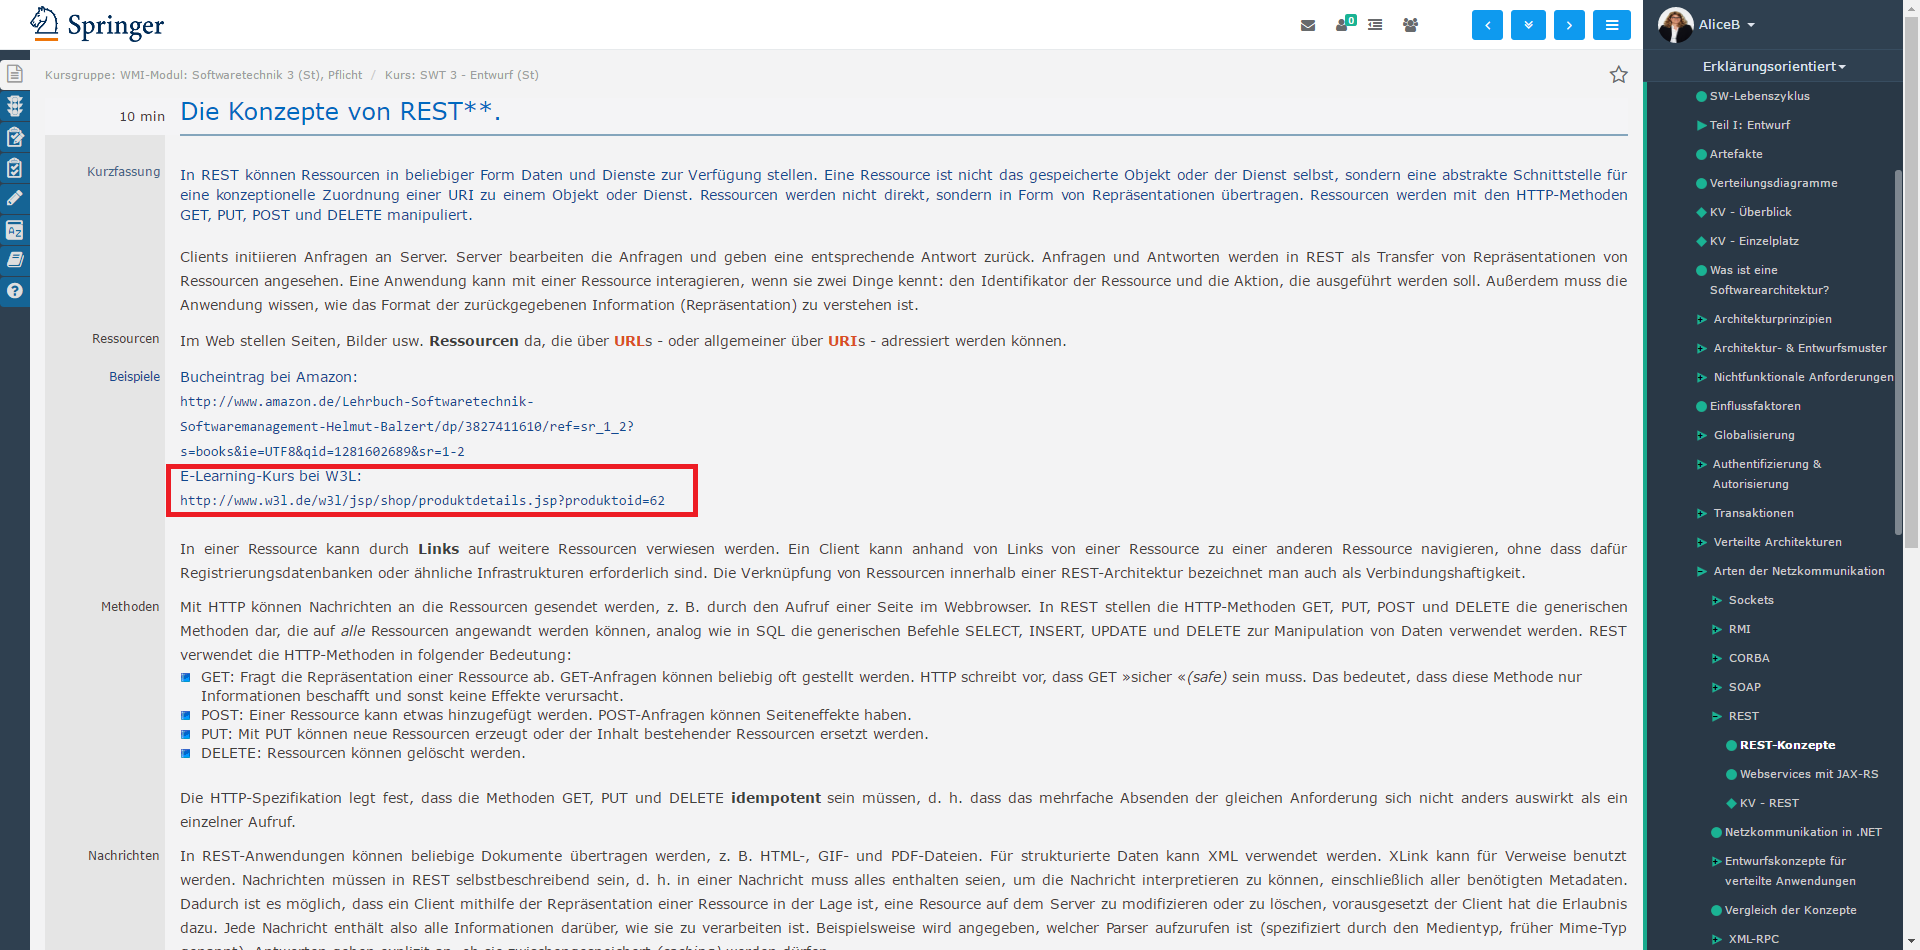 Springer
0
AliceB
Kursgruppe: WMI-Modul: Softwaretechnik 3 (St), Pflicht / Kurs: SWT 3 - Entwurf (St)
10 min
Die Konzepte von REST**.
Kurzfassung
In REST können Ressourcen in beliebiger Form Daten und Dienste zur Verfügung stellen. Eine Ressource ist nicht das gespeicherte Objekt oder der Dienst selbst, sondern eine abstrakte Schnittstelle für
eine konzeptionelle Zuordnung einer URI zu einem Objekt oder Dienst. Ressourcen werden nicht direkt, sondern in Form von Repräsentationen übertragen. Ressourcen werden mit den HTTP-Methoden
GET, PUT, POST und DELETE manipuliert.
Clients initiieren Anfragen an Server. Server bearbeiten die Anfragen und geben eine entsprechende Antwort zurück. Anfragen und Antworten werden in REST als Transfer von Repräsentationen von
Ressourcen angesehen. Eine Anwendung kann mit einer Ressource interagieren, wenn sie zwei Dinge kennt: den Identifikator der Ressource und die Aktion, die ausgeführt werden soll. Außerdem muss die
Anwendung wissen, wie das Format der zurückgegebenen Information (Repräsentation) zu verstehen ist.
Ressourcen
Im Web stellen Seiten, Bilder usw. Ressourcen da, die über URLs - oder allgemeiner über URIs - adressiert werden können.
Beispiele
Bucheintrag bei Amazon:
http://www.amazon.de/Lehrbuch-Softwaretechnik-
Softwaremanagement-Helmut-Balzert/dp/3827411610/ref=sr_1_2?
s=books&ie=UTF8&qid=1281602689&sr=1-2
E-Learning-Kurs bei W3L:
http://www.w3l.de/w3l/jsp/shop/produktdetails.jsp?produktoid=62
In einer Ressource kann durch Links auf weitere Ressourcen verwiesen werden. Ein Client kann anhand von Links von einer Ressource zu einer anderen Ressource navigieren, ohne dass dafür
Registrierungsdatenbanken oder ähnliche Infrastrukturen erforderlich sind. Die Verknüpfung von Ressourcen innerhalb einer REST-Architektur bezeichnet man auch als Verbindungshaftigkeit.
Methoden
Mit HTTP können Nachrichten an die Ressourcen gesendet werden, z. B. durch den Aufruf einer Seite im Webbrowser. In REST stellen die HTTP-Methoden GET, PUT, POST und DELETE die generischen
Methoden dar, die auf alle Ressourcen angewandt werden können, analog wie in SQL die generischen Befehle SELECT, INSERT, UPDATE und DELETE zur Manipulation von Daten verwendet werden. REST
verwendet die HTTP-Methoden in folgender Bedeutung:
GET: Fragt die Repräsentation einer Ressource ab. GET-Anfragen können beliebig oft gestellt werden. HTTP schreibt vor, dass GET »sicher «(safe) sein muss. Das bedeutet, dass diese Methode nur
Informationen beschafft und sonst keine Effekte verursacht.
POST: Einer Ressource kann etwas hinzugefügt werden. POST-Anfragen können Seiteneffekte haben.
PUT: Mit PUT können neue Ressourcen erzeugt oder der Inhalt bestehender Ressourcen ersetzt werden.
DELETE: Ressourcen können gelöscht werden.
Die HTTP-Spezifikation legt fest, dass die Methoden GET, PUT und DELETE idempotent sein müssen, d. h. dass das mehrfache Absenden der gleichen Anforderung sich nicht anders auswirkt als ein
einzelner Aufruf.
Nachrichten
In REST-Anwendungen können beliebige Dokumente übertragen werden, z. B. HTML-, GIF- und PDF-Dateien. Für strukturierte Daten kann XML verwendet werden. XLink kann für Verweise benutzt
werden. Nachrichten müssen in REST selbstbeschreibend sein, d. h. in einer Nachricht muss alles enthalten seien, um die Nachricht interpretieren zu können, einschließlich aller benötigten Metadaten.
Dadurch ist es möglich, dass ein Client mithilfe der Repräsentation einer Ressource in der Lage ist, eine Resource auf dem Server zu modifizieren oder zu löschen, vorausgesetzt der Client hat die Erlaubnis
dazu. Jede Nachricht enthält also alle Informationen darüber, wie sie zu verarbeiten ist. Beispielsweise wird angegeben, welcher Parser aufzurufen ist (spezifiziert durch den Medientyp, früher Mime-Typ
genannt). Antworten geben explizit an, ob sie zwischengespeichert (caching) werden dürfen.
Erklärungsorientiert
SW-Lebenszyklus
Teil I: Entwurf
Artefakte
Verteilungsdiagramme
KV - Überblick
KV - Einzelplatz
Was ist eine
Softwarearchitektur?
Architekturprinzipien
Architektur- & Entwurfsmuster
Nichtfunktionale Anforderungen
Einflussfaktoren
Globalisierung
Authentifizierung &
Autorisierung
Transaktionen
Verteilte Architekturen
Arten der Netzkommunikation
Sockets
RMI
CORBA
SOAP
REST
REST-Konzepte
Webservices mit JAX-RS
KV - REST
Netzkommunikation in .NET
Entwurfskonzepte für
verteilte Anwendungen
Vergleich der Konzepte
XML-RPC